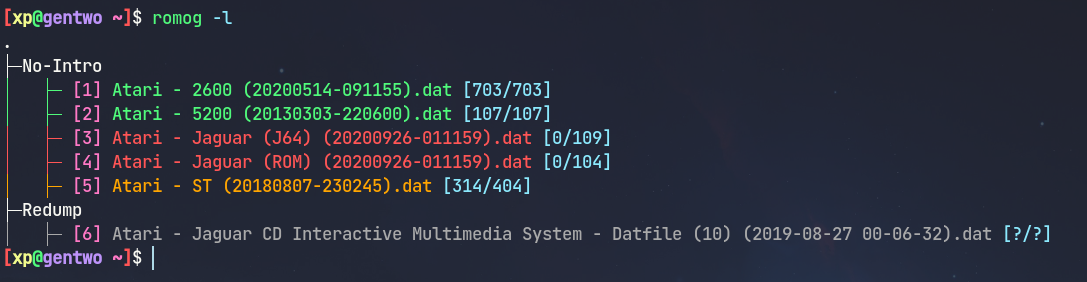 [xp@gentwo ~]$ romog -l
.
├─No-Intro
│   ├─ [1] Atari - 2600 (20200514-091155).dat [703/703]
│   ├─ [2] Atari - 5200 (20130303-220600).dat [107/107]
│   ├─ [3] Atari - Jaguar (J64) (20200926-011159).dat [0/109]
│   ├─ [4] Atari - Jaguar (ROM) (20200926-011159).dat [0/104]
│   ├─ [5] Atari - ST (20180807-230245).dat [314/404]
├─Redump
│   ├─ [6] Atari - Jaguar CD Interactive Multimedia System - Datfile (10) (2019-08-27 00-06-32).dat [?/?]
[xp@gentwo ~]$